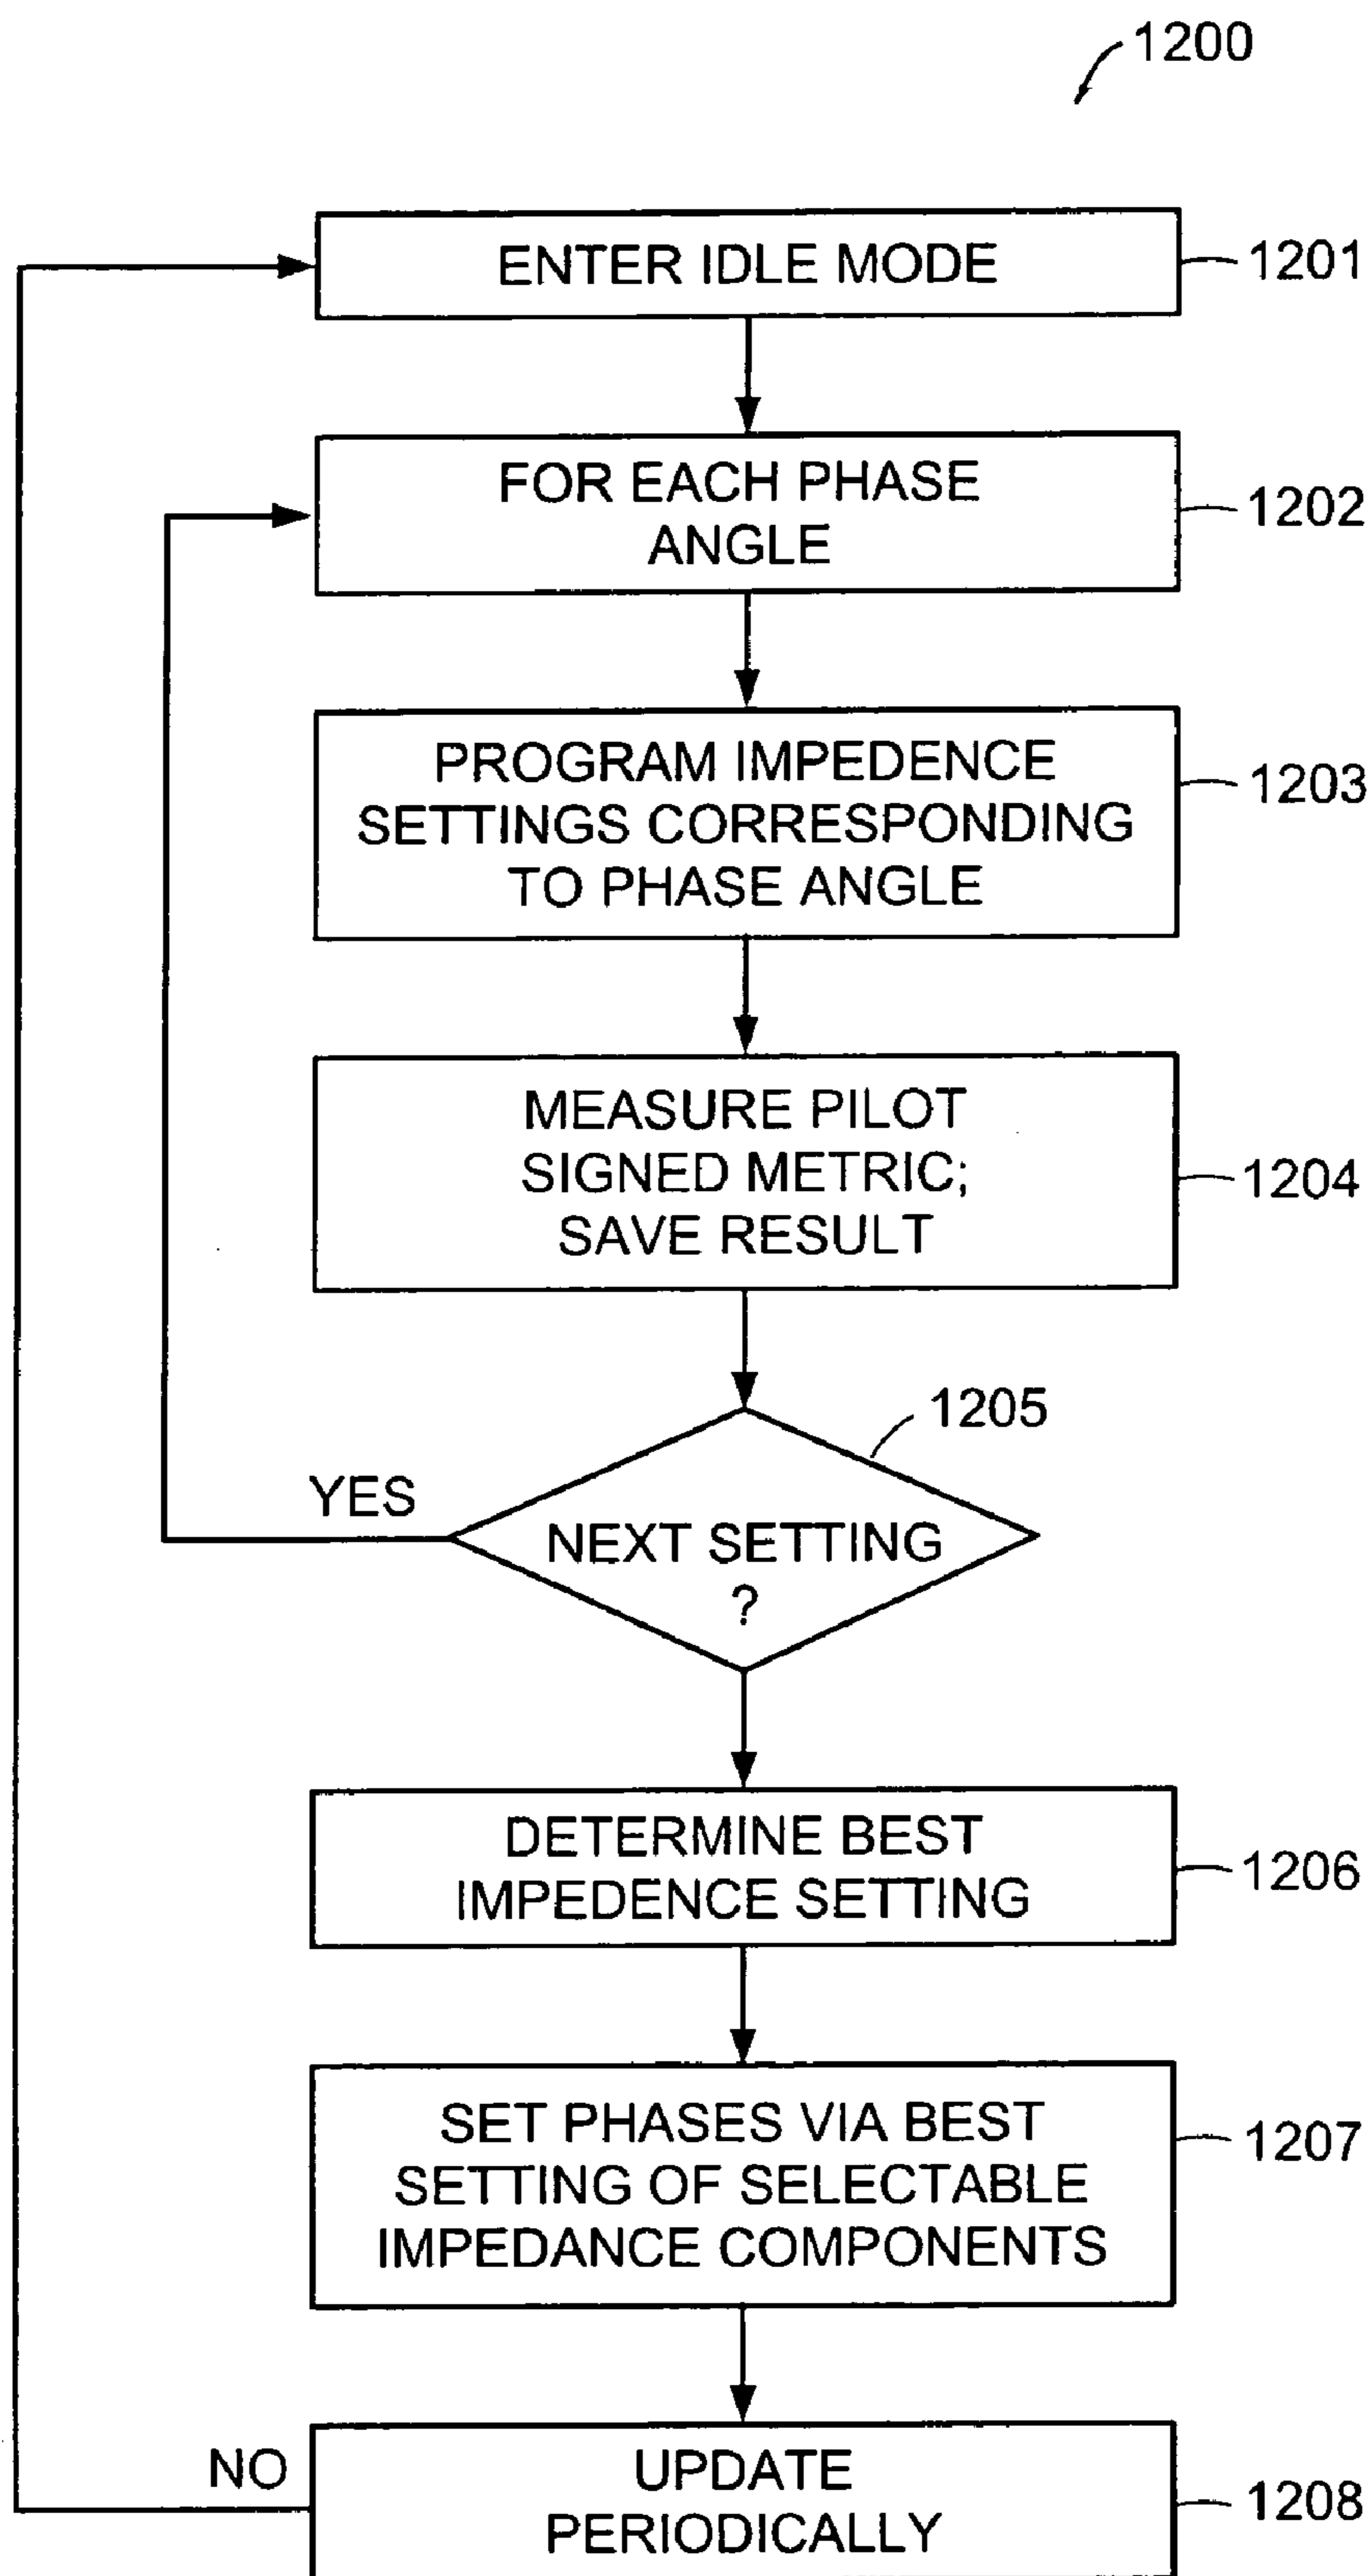 1200
ENTER IDLE MODE
1201
FOR EACH PHASE
ANGLE
1202
PROGRAM IMPEDENCE
SETTINGS CORRESPONDING
TO PHASE ANGLE
1203
MEASURE PILOT
SIGNED METRIC;
SAVE RESULT
1204
1205
YES
NEXT SETTING
?
DETERMINE BEST
IMPEDENCE SETTING
1206
SET PHASES VIA BEST
SETTING OF SELECTABLE
IMPEDANCE COMPONENTS
1207
NO
UPDATE
PERIODICALLY
1208